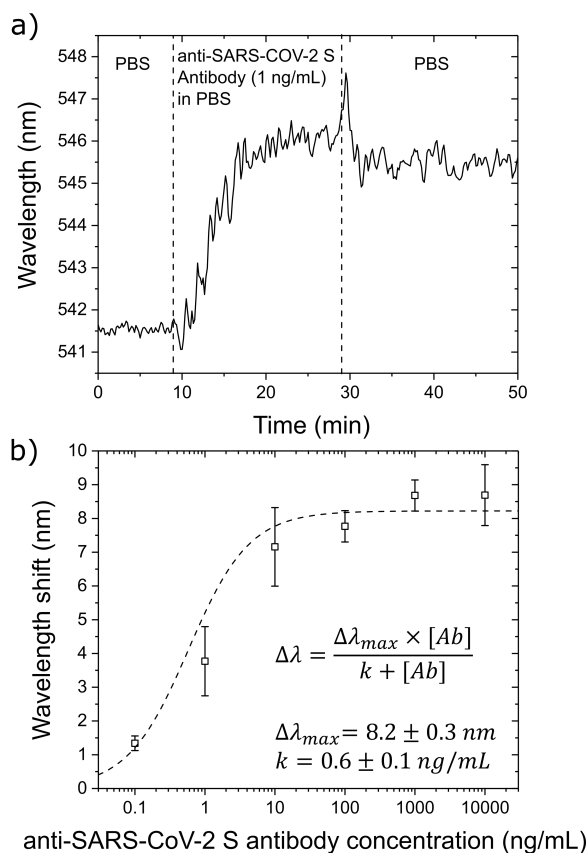 a)
548
547
546
545
544
543
542
541
Wavelength (nm)
PBS
anti-SARS-COV-2 S
Antibody (1 ng/mL)
in PBS
PBS
0
10
20
30
40
50
Time (min)
b)
10
9
8
7
6
5
4
3
2
1
0
Wavelength shift (nm)
Δλ = Δλmax × [Ab] / k + [Ab]
Δλmax = 8.2 ± 0.3 nm
k = 0.6 ± 0.1 ng/mL
0.1
1
10
100
1000
10000
anti-SARS-CoV-2 S antibody concentration (ng/mL)